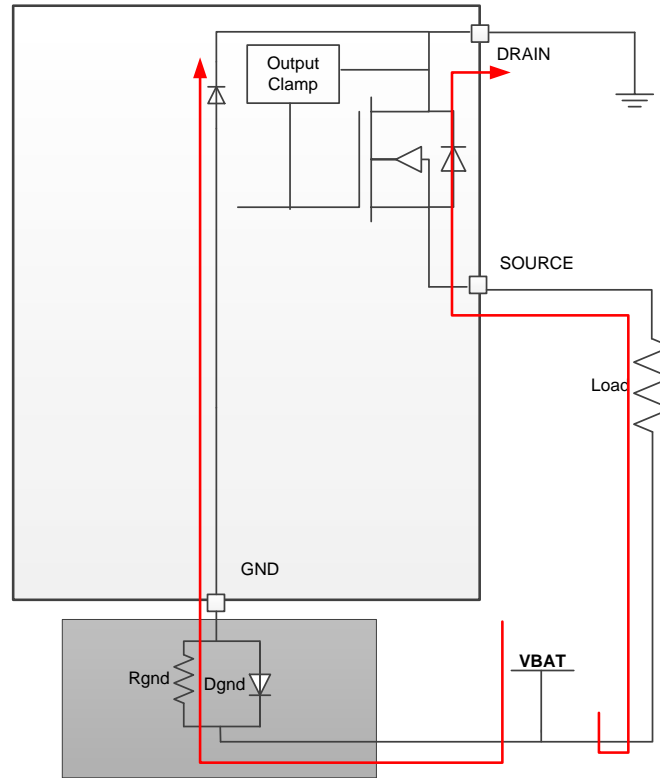 DRAIN
Output
Clamp
SOURCE
Load
GND
VBAT
Rgnd
Dgnd